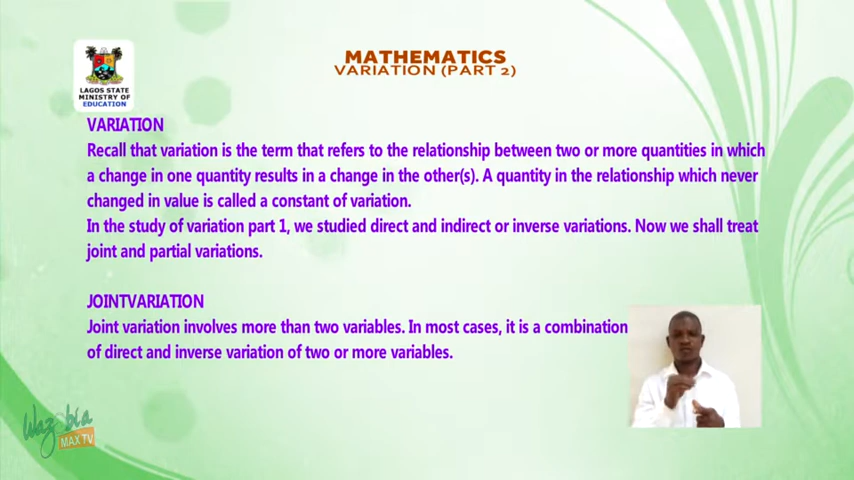 MATHEMATICS
VARIATION (PART 2)
LAGOS STATE
MINISTRY OF
EDUCATION
VARIATION
Recall that variation is the term that refers to the relationship between two or more quantities in which
a change in one quantity results in a change in the other(s). A quantity in the relationship which never
changed in value is called a constant of variation.
In the study of variation part 1, we studied direct and indirect or inverse variations. Now we shall treat
joint and partial variations.
JOINTVARIATION
Joint variation involves more than two variables. In most cases, it is a combination
of direct and inverse variation of two or more variables.
Wazobia
MAX TV